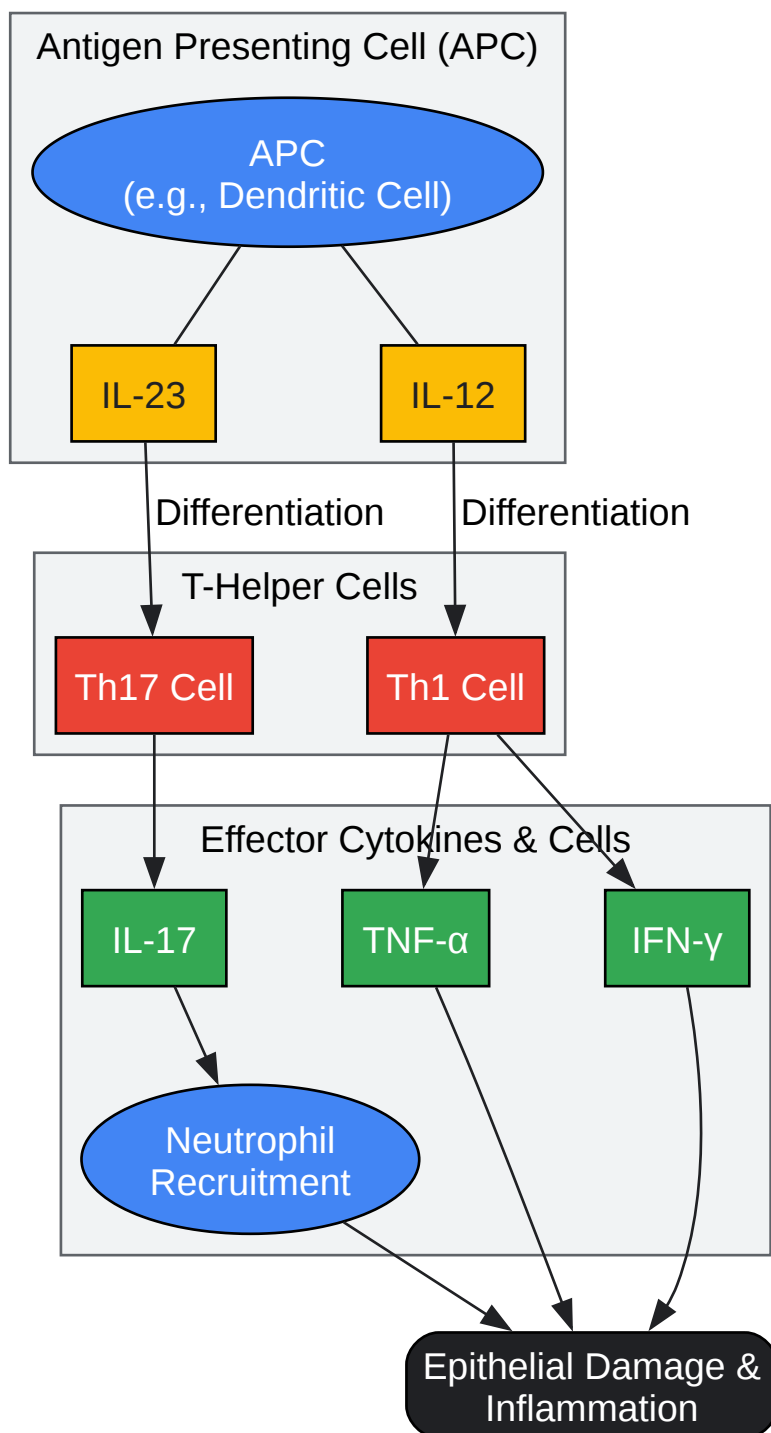 Antigen Presenting Cell (APC)
APC
(e.g., Dendritic Cell)
IL-23
IL-12
Differentiation
Differentiation
T-Helper Cells
Th17 Cell
Th1 Cell
Effector Cytokines & Cells
IL-17
TNF-α
IFN-γ
Neutrophil
Recruitment
Epithelial Damage &
Inflammation